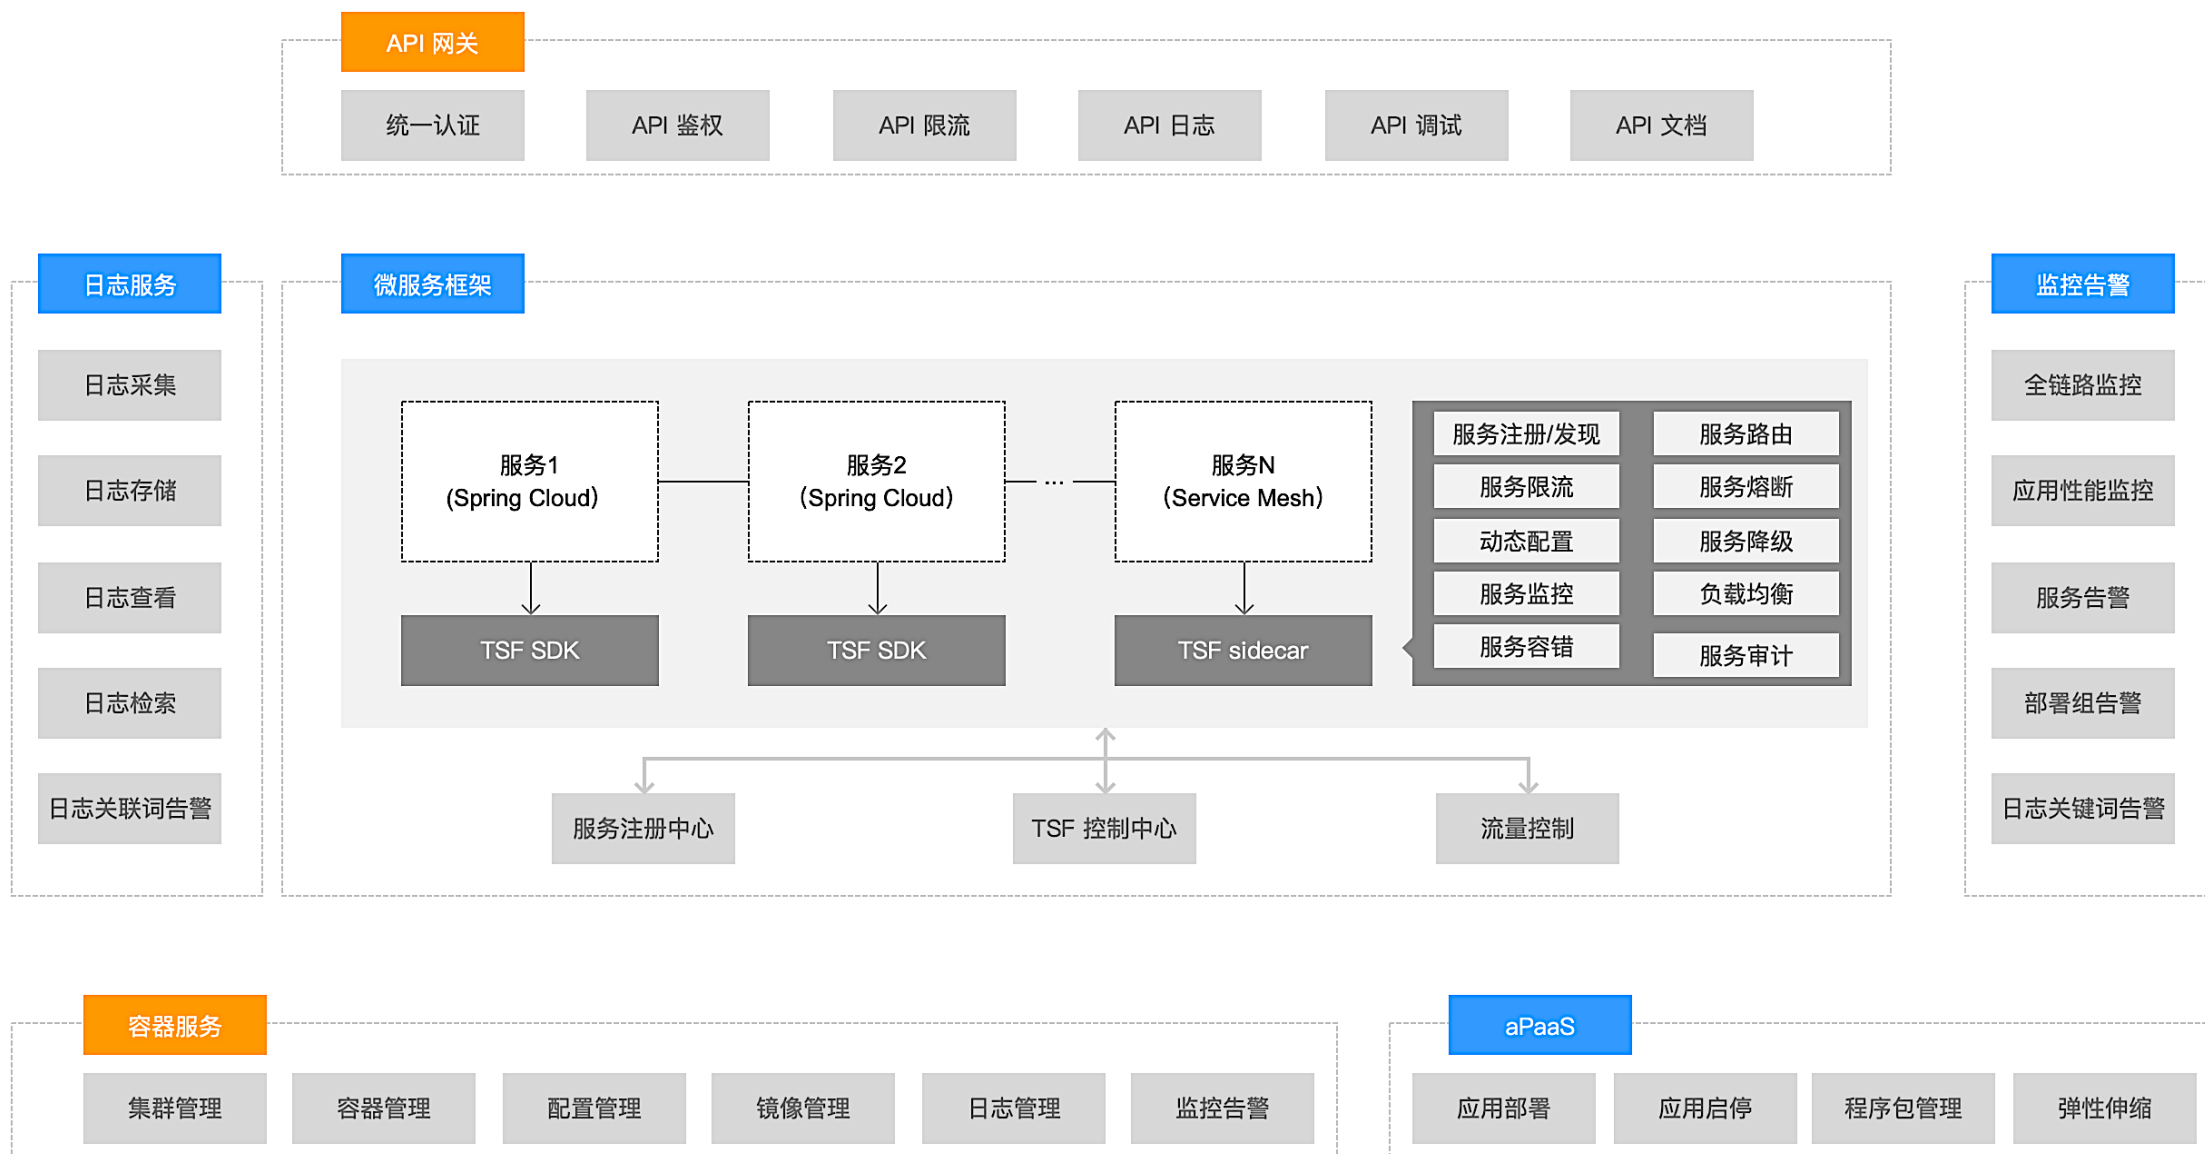 API 网关
统一认证
API 鉴权
API 限流
API 日志
API 调试
API 文档
日志服务
日志采集
日志存储
日志查看
日志检索
日志关联词告警
微服务框架
服务1
(Spring Cloud）
服务2
（Spring Cloud）
...
服务N
（Service Mesh）
TSF SDK
TSF SDK
TSF sidecar
服务注册/发现
服务路由
服务限流
服务熔断
动态配置
服务降级
服务监控
负载均衡
服务容错
服务审计
服务注册中心
TSF 控制中心
流量控制
监控告警
全链路监控
应用性能监控
服务告警
部署组告警
日志关键词告警
容器服务
集群管理
容器管理
配置管理
镜像管理
日志管理
监控告警
aPaaS
应用部署
应用启停
程序包管理
弹性伸缩